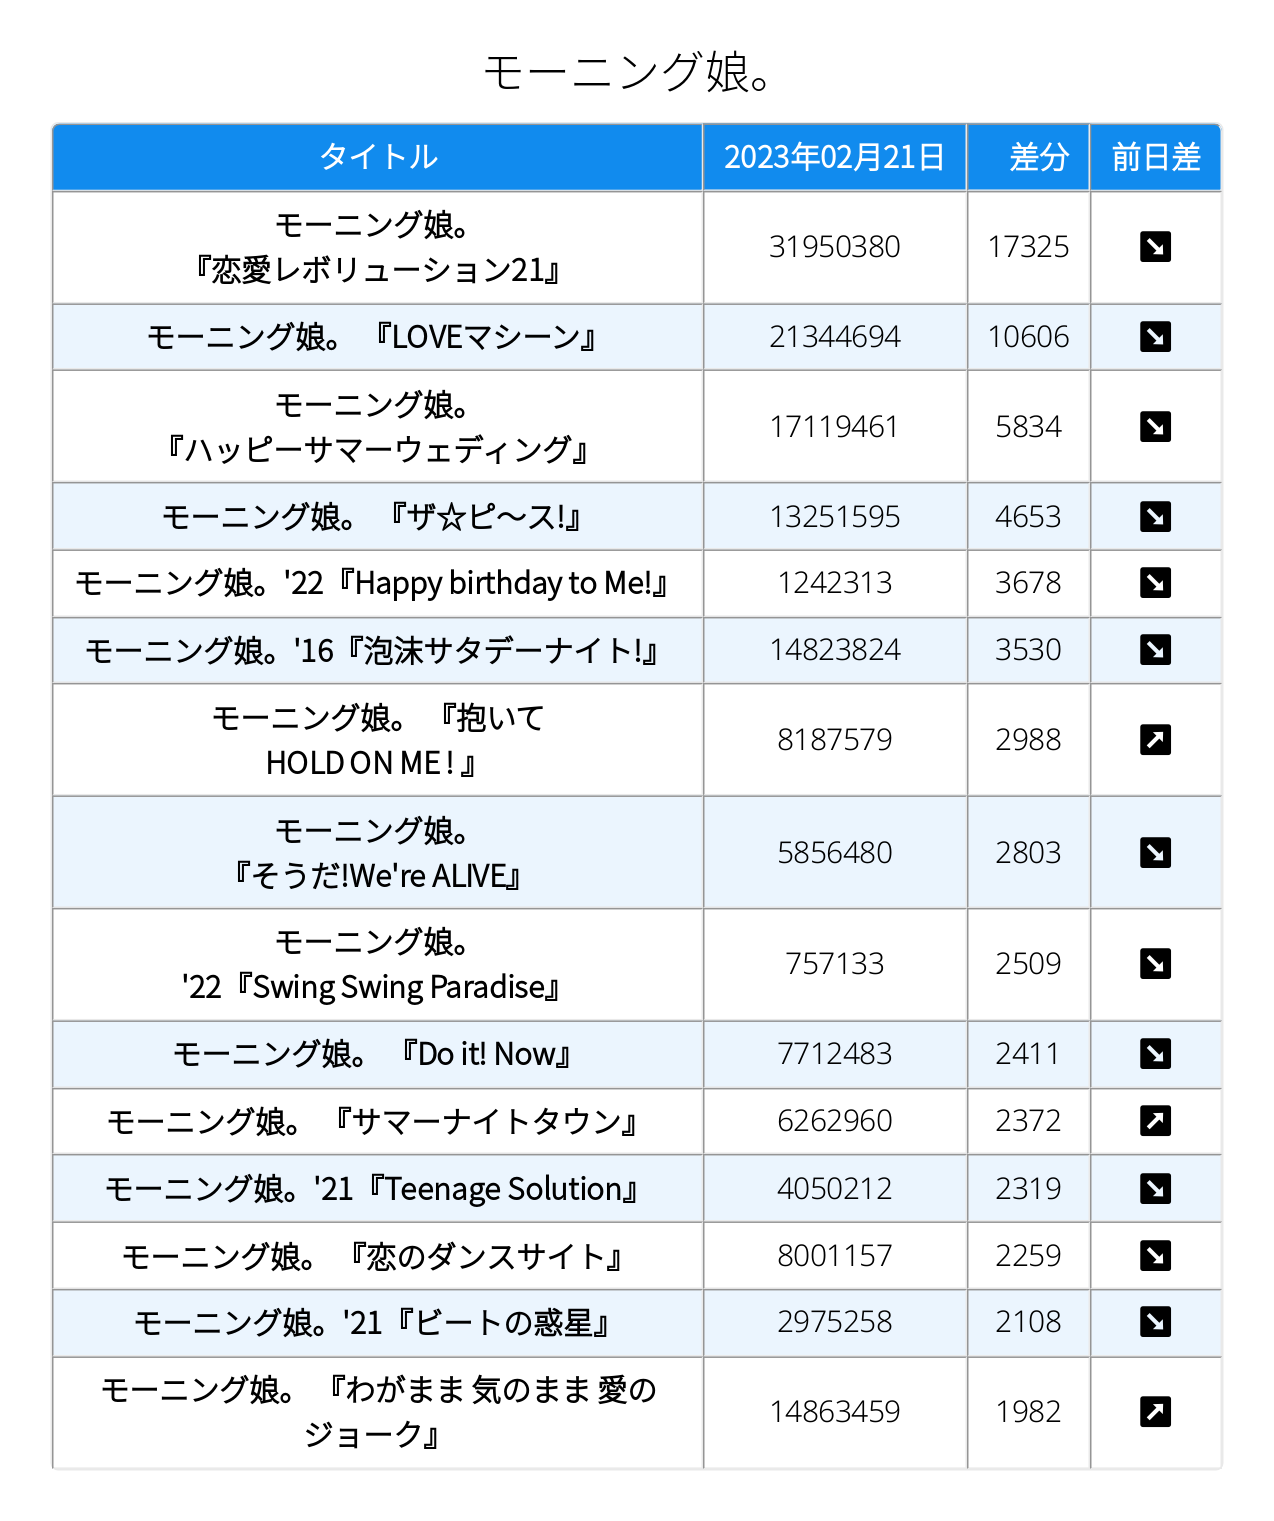 モーニング娘。
タイトル 2023年02月21日 差分 前日差
モーニング娘。
『恋愛レボリューション21』 31950380 17325 ↘
モーニング娘。 『LOVEマシーン』 21344694 10606 ↘
モーニング娘。
『ハッピーサマーウェディング』 17119461 5834 ↘
モーニング娘。 『ザ☆ピ〜ス!』 13251595 4653 ↘
モーニング娘。'22『Happy birthday to Me!』 1242313 3678 ↘
モーニング娘。'16『泡沫サタデーナイト!』 14823824 3530 ↘
モーニング娘。 『抱いて
HOLD ON ME ! 』 8187579 2988 ↗
モーニング娘。
『そうだ!We're ALIVE』 5856480 2803 ↘
モーニング娘。
'22『Swing Swing Paradise』 757133 2509 ↘
モーニング娘。 『Do it! Now』 7712483 2411 ↘
モーニング娘。 『サマーナイトタウン』 6262960 2372 ↗
モーニング娘。'21『Teenage Solution』 4050212 2319 ↘
モーニング娘。 『恋のダンスサイト』 8001157 2259 ↘
モーニング娘。'21『ビートの惑星』 2975258 2108 ↘
モーニング娘。 『わがまま 気のまま 愛の
ジョーク』 14863459 1982 ↗